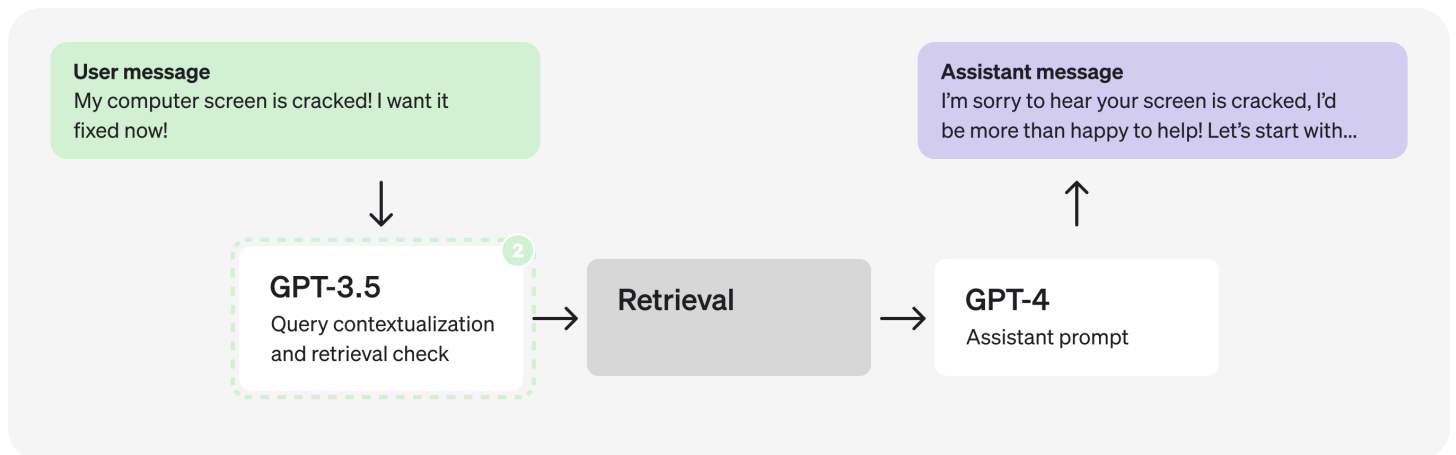 User message
My computer screen is cracked! I want it
fixed now!
Assistant message
I’m sorry to hear your screen is cracked, I’d
be more than happy to help! Let’s start with...
2
GPT-3.5
Query contextualization
and retrieval check
Retrieval
GPT-4
Assistant prompt